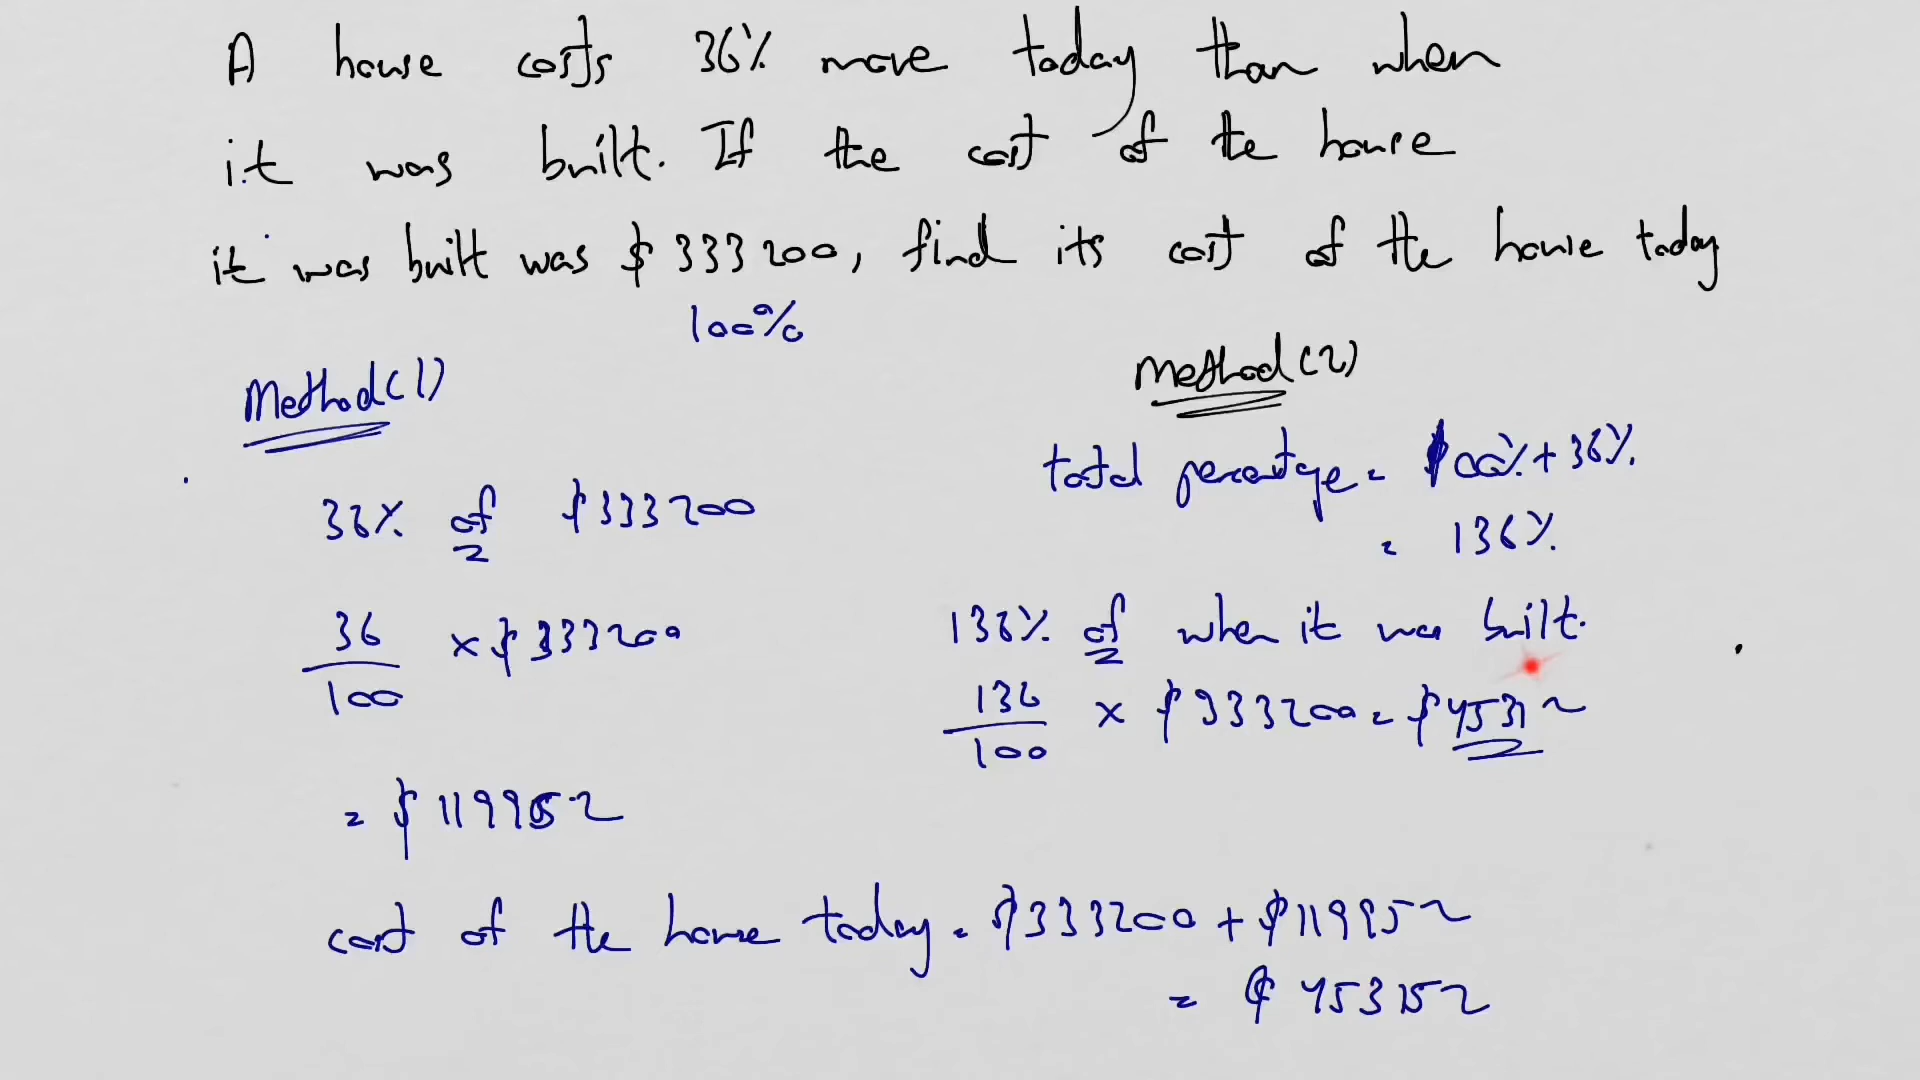 A house costs 36% more today than when
it was built. If the cost of the house
it was built was $333200, find its cost of the house today
100%
Method(1)
36% of $333200
36/100 × $333200
= $119952
cost of the house today = $333200 + $119952
= $453152
Method(2)
total percentage = 100% + 36%
= 136%
136% of when it was built.
136/100 × $333200 =